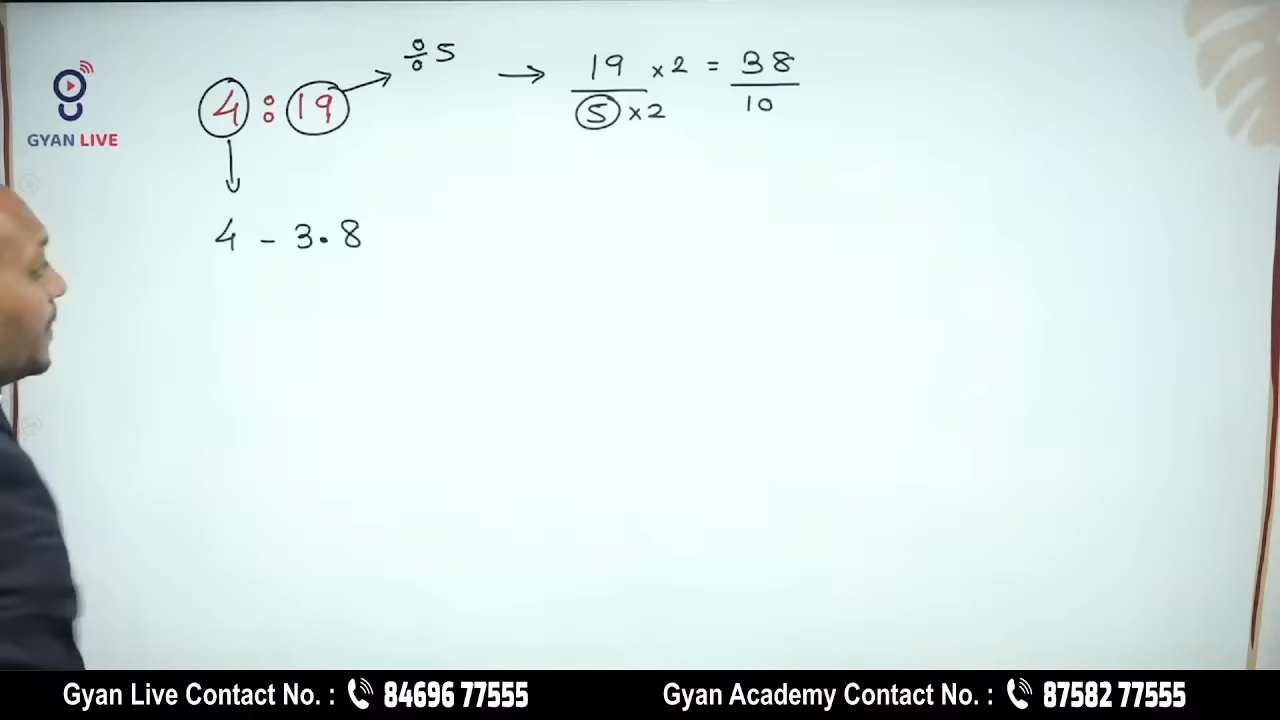 GYAN LIVE
4 : 19 → ÷ 5 → 19 × 2 / 5 × 2 = 38 / 10
4 - 3.8
Gyan Live Contact No. : 84696 77555
Gyan Academy Contact No. : 87582 77555